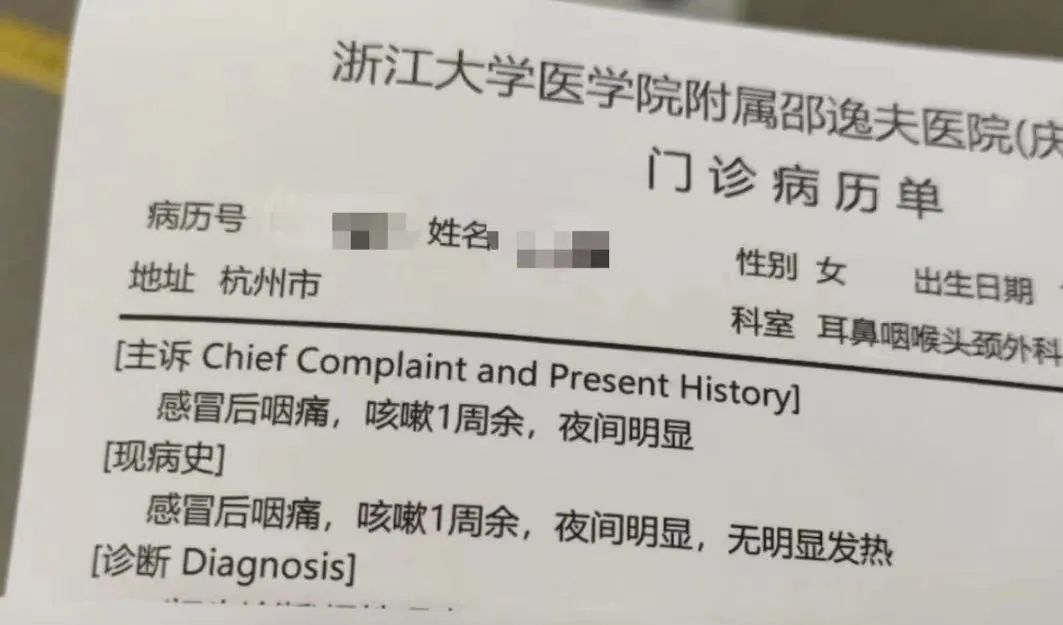 浙江大学医学院附属邵逸夫医院(庆
门诊病历单
病历号 姓名 性别 女 出生日期
地址 杭州市 科室 耳鼻咽喉头颈外科
[主诉 Chief Complaint and Present History]
感冒后咽痛，咳嗽1周余，夜间明显
[现病史]
感冒后咽痛，咳嗽1周余，夜间明显，无明显发热
[诊断 Diagnosis]